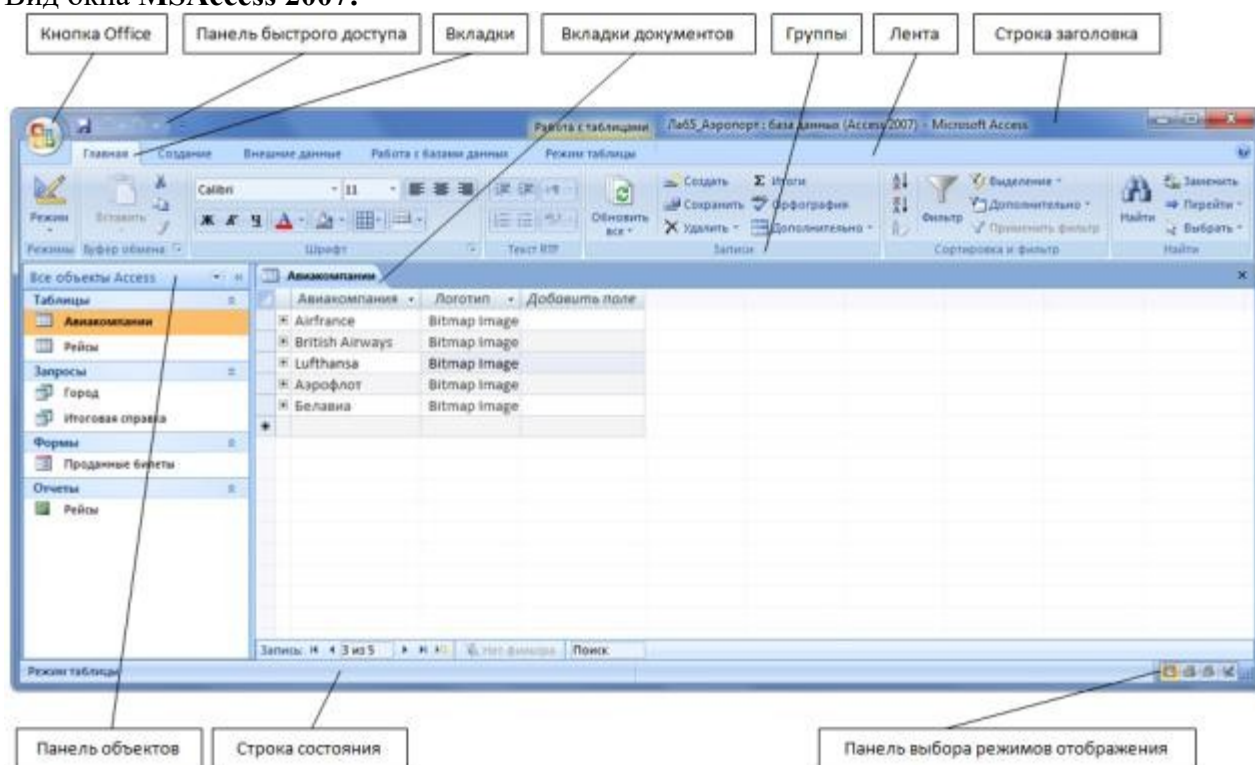 Вид окна MSAccess 2007:
Кнопка Office Панель быстрого доступа Вкладки Вкладки документов Группы Лента Строка заголовка
Работа с таблицами Лаб5_Аэропорт : база данных (Access 2007) - Microsoft Access
Главная Создание Внешние данные Работа с базами данных Режим таблицы
Calibri 11 Создать Σ Итоги Выделение Заменить
Режим Вставить Ж К Ч А Обновить все Сохранить Орфография Фильтр Дополнительно Найти Перейти
Удалить Дополнительно Применить фильтр Выбрать
Режимы Буфер обмена Шрифт Текст RTF Записи Сортировка и фильтр Найти
Все объекты Access Авиакомпании
Таблицы Авиакомпания Логотип Добавить поле
Авиакомпании Airfrance Bitmap Image
Рейсы British Airways Bitmap Image
Запросы Lufthansa Bitmap Image
Город Аэрофлот Bitmap Image
Итоговая справка Белавиа Bitmap Image
Формы
Проданные билеты
Отчеты
Рейсы
Запись: 3 из 5 Нет фильтра Поиск
Режим таблицы
Панель объектов Строка состояния Панель выбора режимов отображения